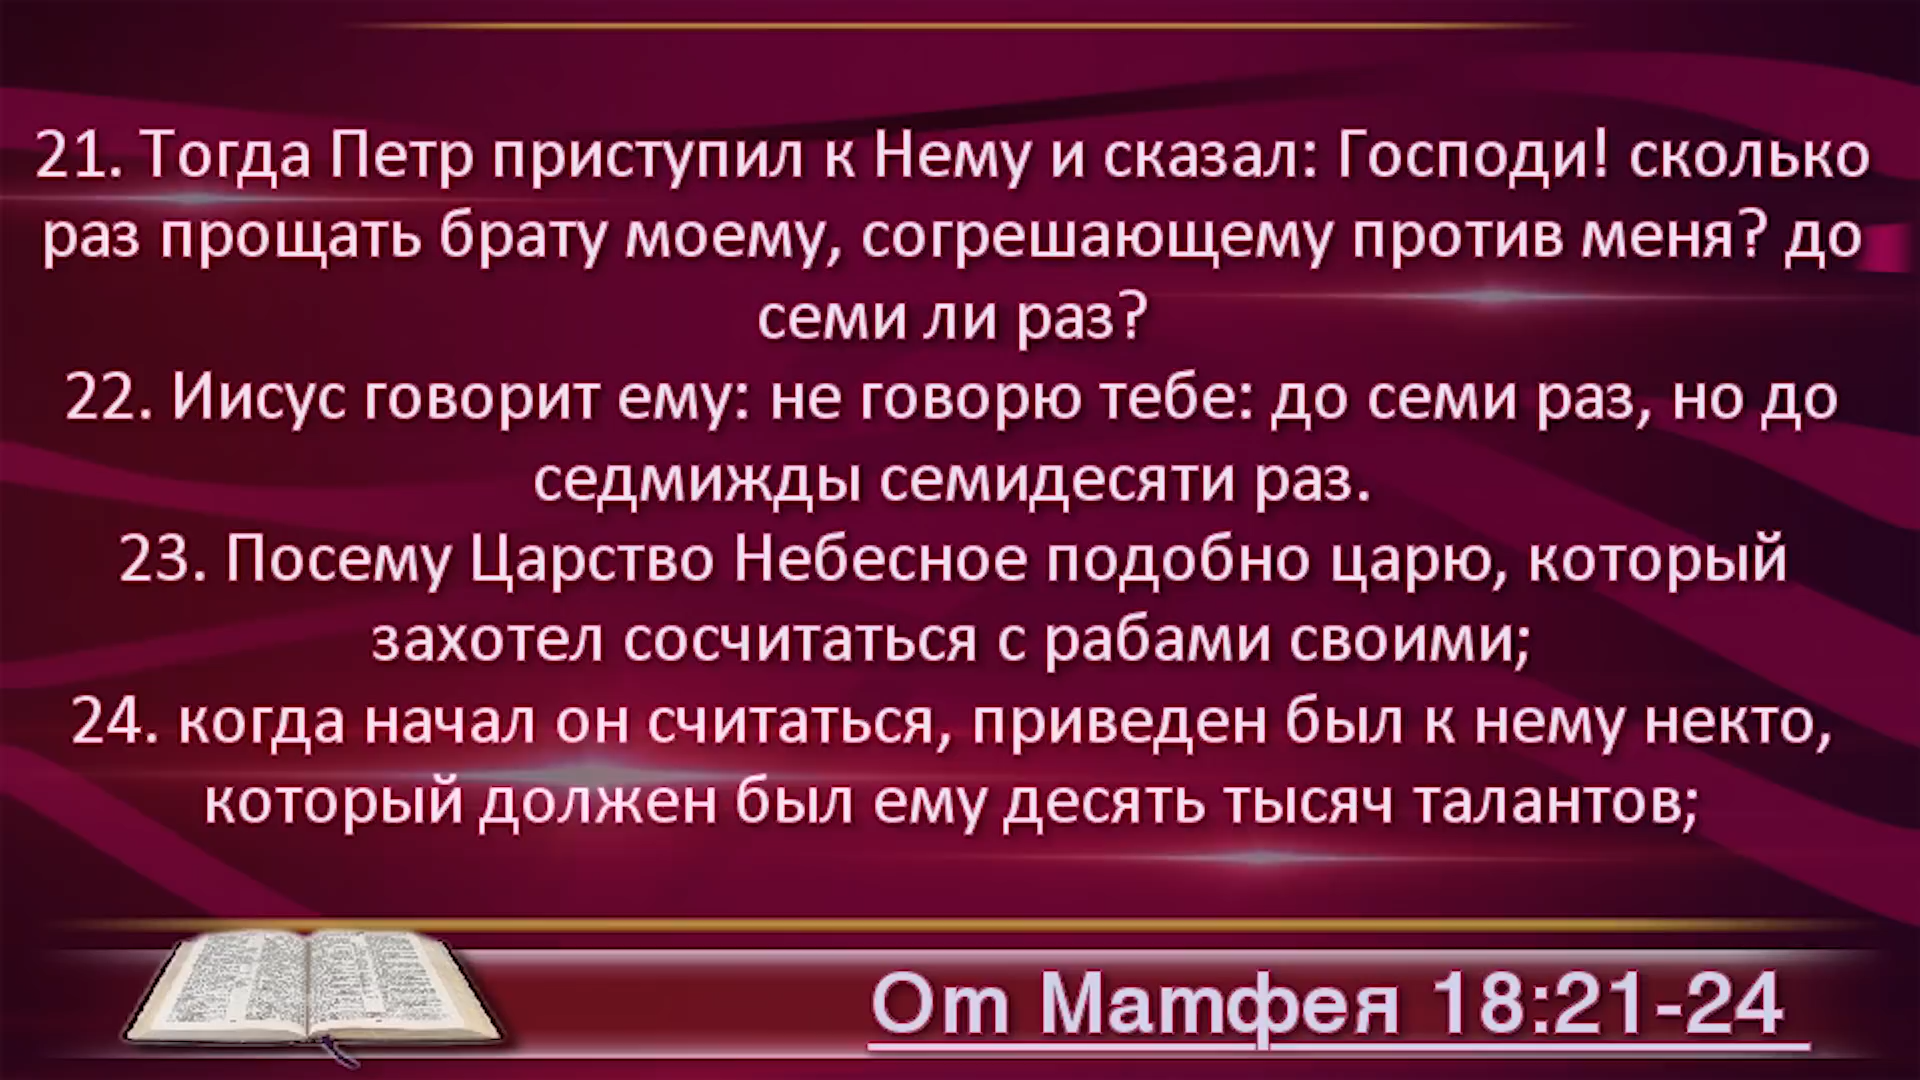 21. Тогда Петр приступил к Нему и сказал: Господи! сколько
раз прощать брату моему, согрешающему против меня? до
семи ли раз?
22. Иисус говорит ему: не говорю тебе: до семи раз, но до
седмижды семидесяти раз.
23. Посему Царство Небесное подобно царю, который
захотел сосчитаться с рабами своими;
24. когда начал он считаться, приведен был к нему некто,
который должен был ему десять тысяч талантов;
От Матфея 18:21-24